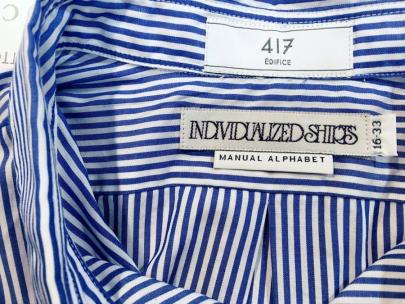 417
ÉDIFICE
INDIVIDUALIZED SHIRTS
16-33
MANUAL ALPHABET